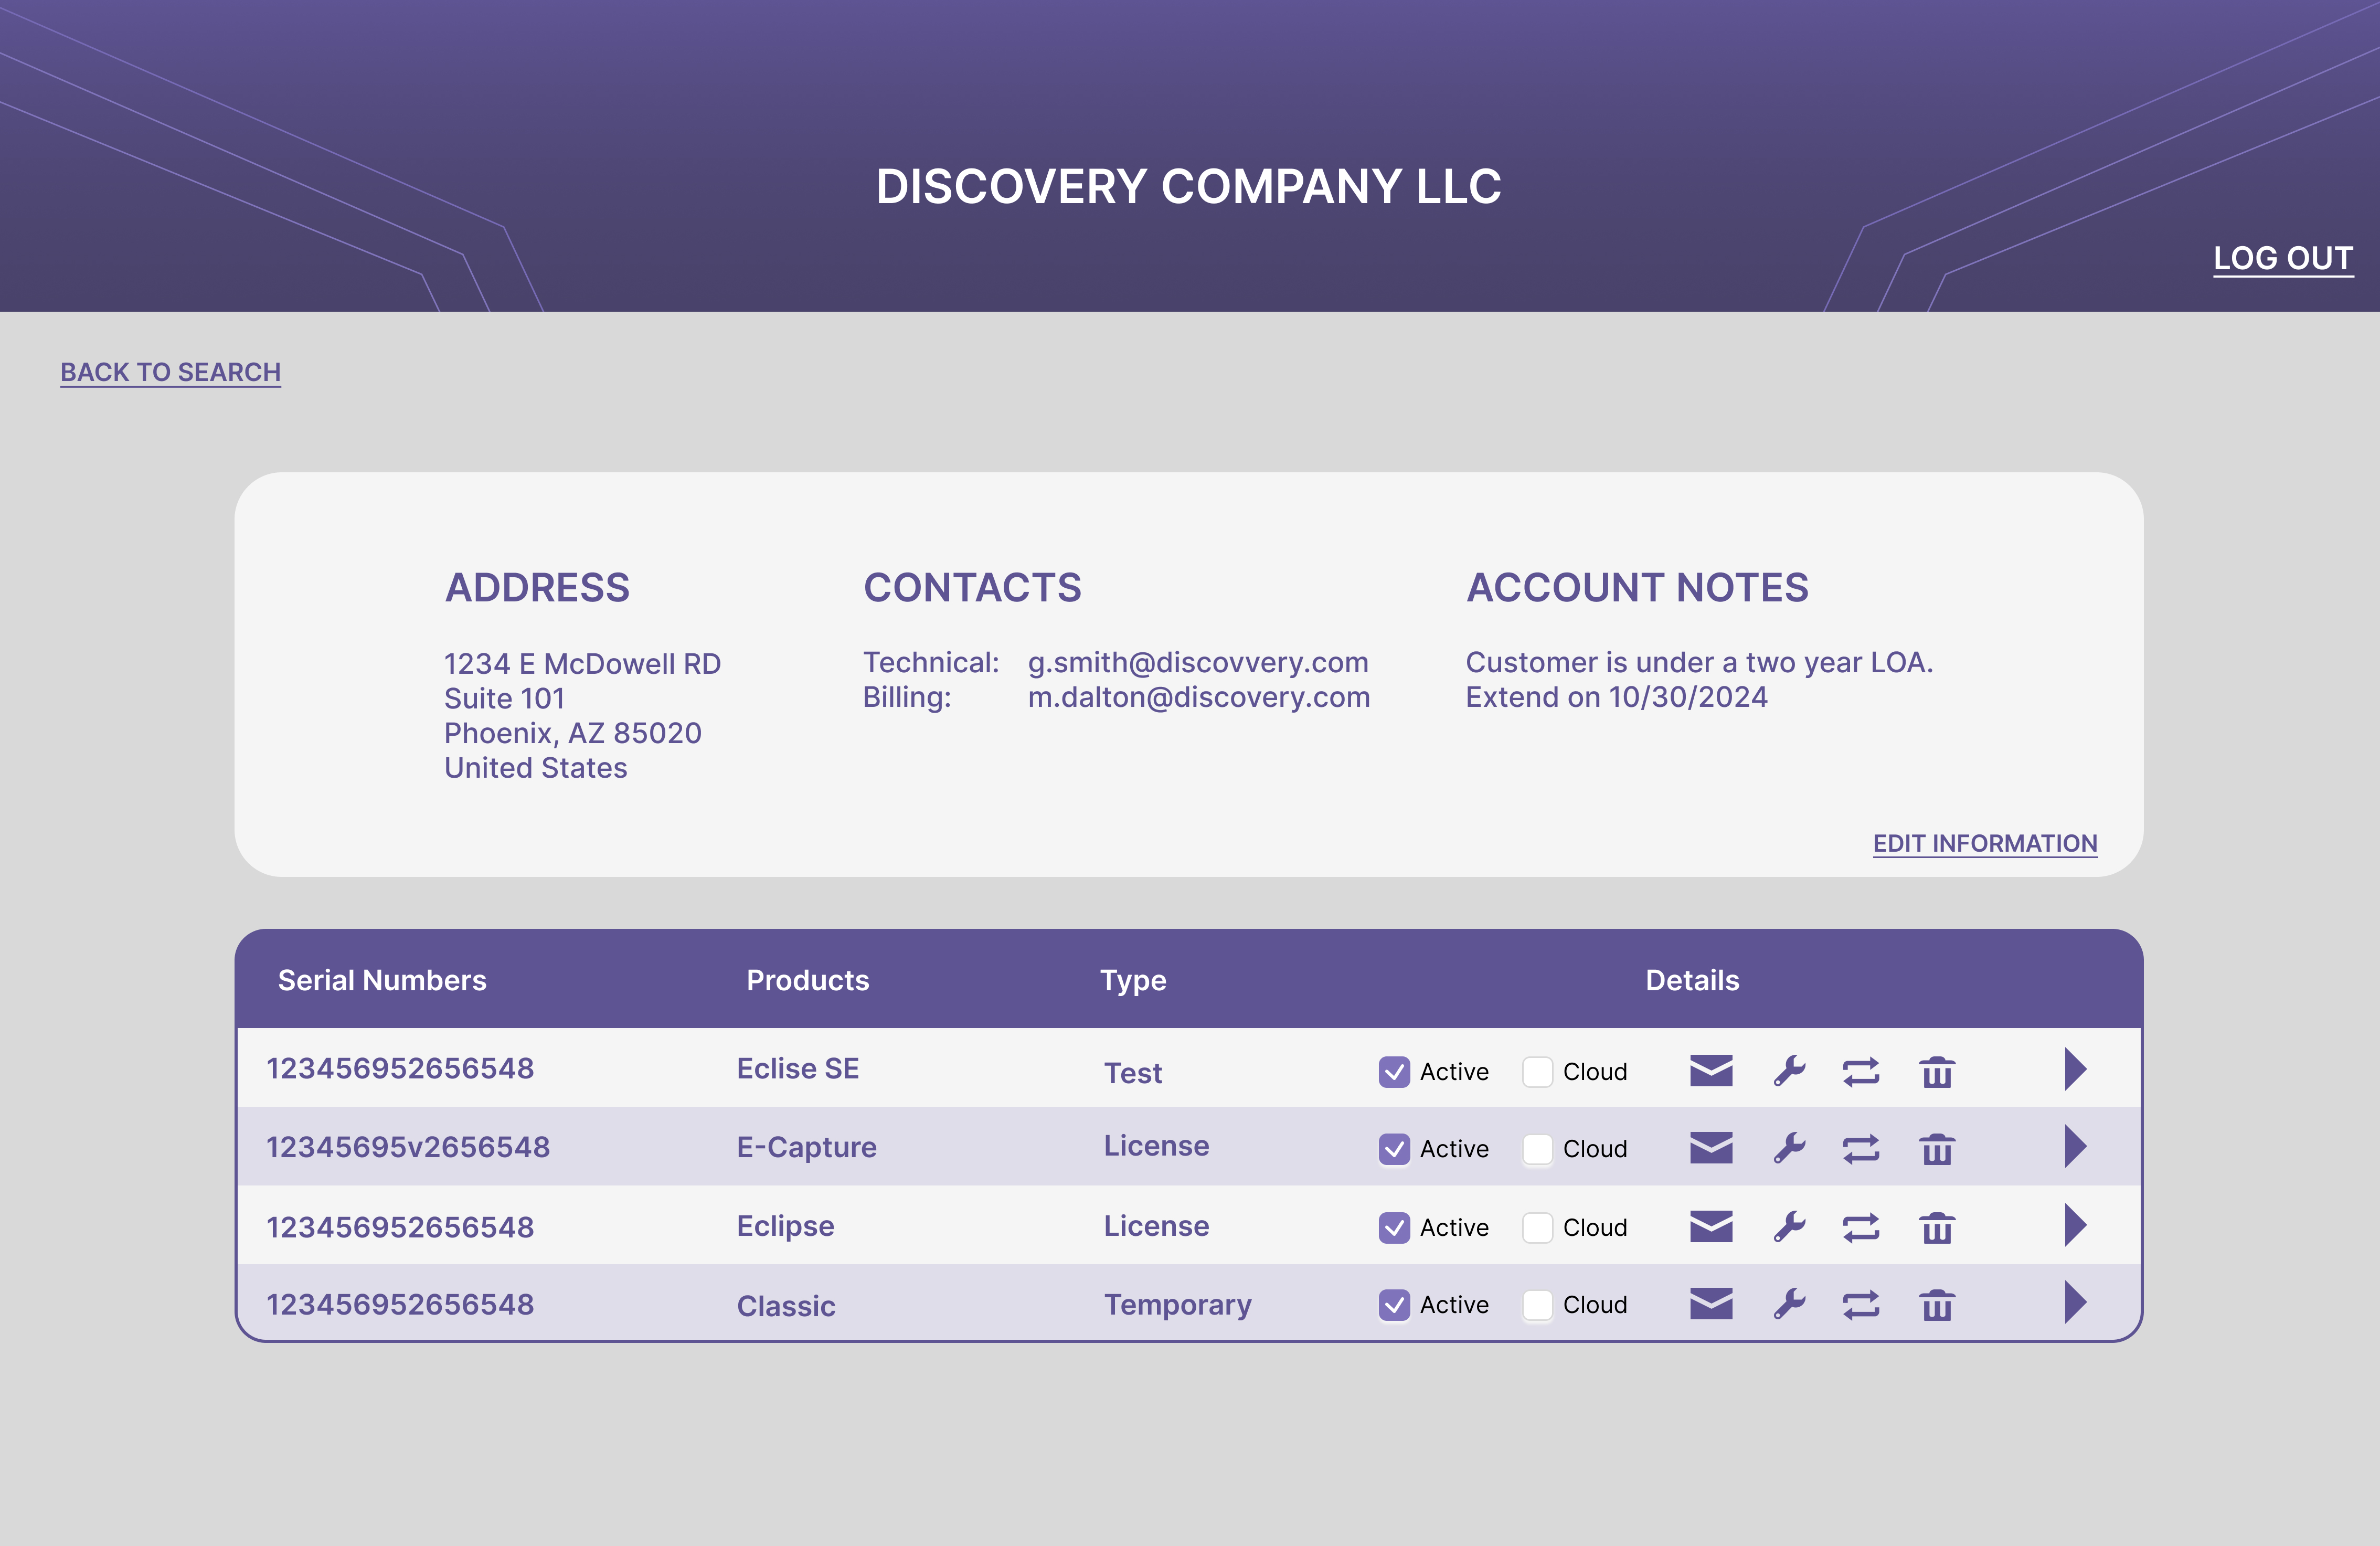 DISCOVERY COMPANY LLC
LOG OUT
BACK TO SEARCH
ADDRESS
1234 E McDowell RD
Suite 101
Phoenix, AZ 85020
United States
CONTACTS
Technical: g.smith@discovvery.com
Billing: m.dalton@discovery.com
ACCOUNT NOTES
Customer is under a two year LOA.
Extend on 10/30/2024
EDIT INFORMATION
Serial Numbers Products Type Details
123456952656548 Eclise SE Test Active Cloud
12345695v2656548 E-Capture License Active Cloud
123456952656548 Eclipse License Active Cloud
123456952656548 Classic Temporary Active Cloud